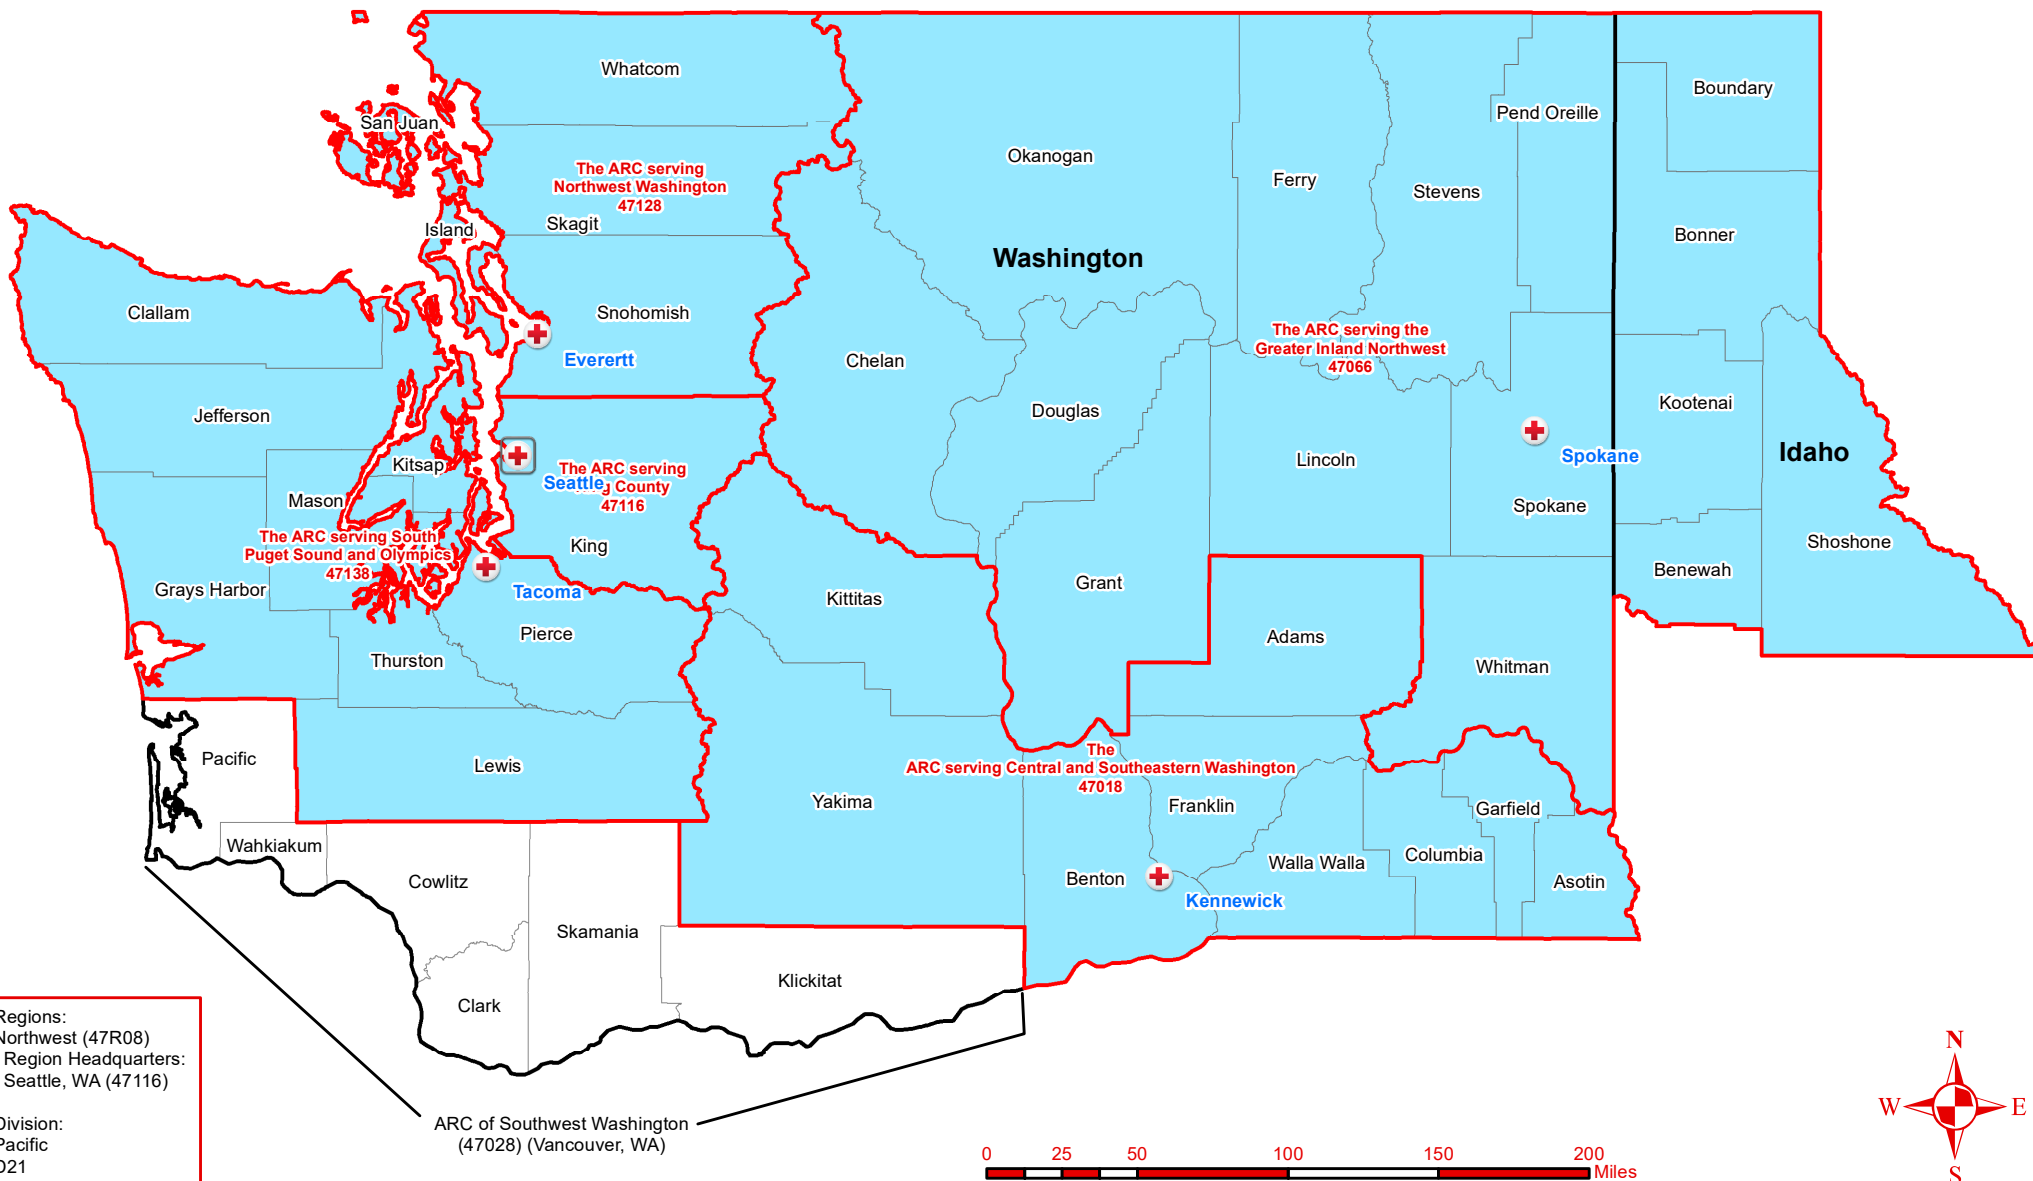 Whatcom
Boundary
San Juan
Pend Oreille
Okanogan
The ARC serving
Northwest Washington
47128
Ferry
Stevens
Skagit
Island
Bonner
Washington
Clallam
Snohomish
The ARC serving the
Greater Inland Northwest
47066
Everertt
Chelan
Jefferson
Douglas
Kootenai
Idaho
Kitsap
Lincoln
Spokane
The ARC serving
County
47116
Seattle
Mason
Spokane
The ARC serving South
Puget Sound and Olympics
47138
King
Shoshone
Benewah
Grays Harbor
Tacoma
Kittitas
Grant
Pierce
Adams
Thurston
Whitman
Pacific
Lewis
The
ARC serving Central and Southeastern Washington
47018
Yakima
Franklin
Garfield
Wahkiakum
Cowlitz
Benton
Walla Walla
Columbia
Asotin
Kennewick
Skamania
Klickitat
Clark
Regions:
Northwest (47R08)
Region Headquarters:
Seattle, WA (47116)
Division:
Pacific
D21
ARC of Southwest Washington
(47028) (Vancouver, WA)
0 25 50 100 150 200
Miles
N
W E
S